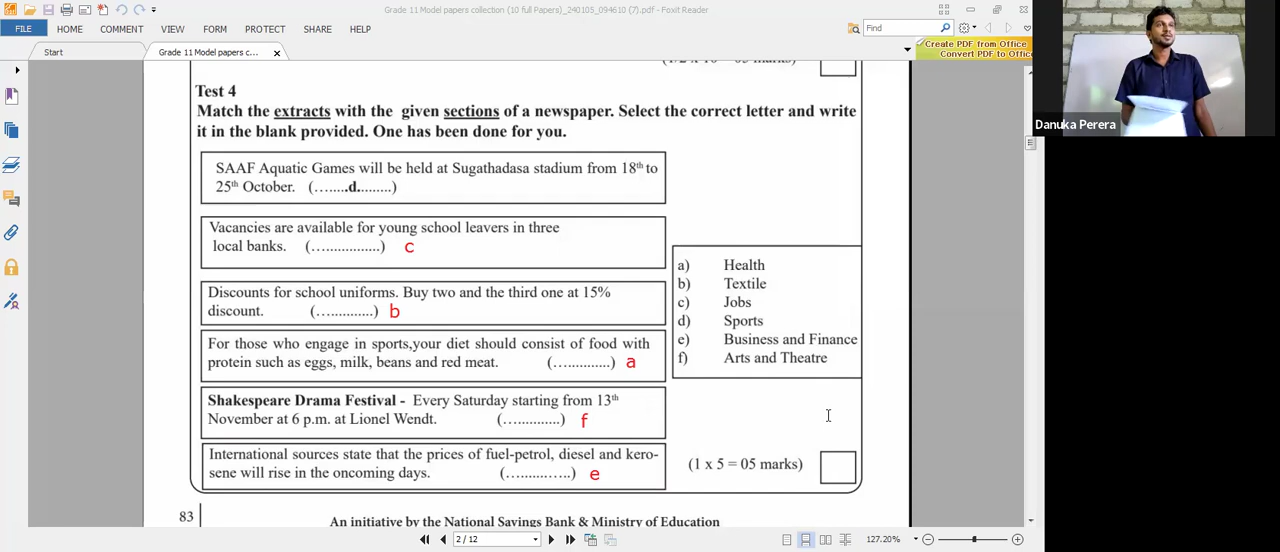 Grade 11 Model papers collection (10 full Papers)_240105_094610 (7).pdf - Foxit Reader
FILE HOME COMMENT VIEW FORM PROTECT SHARE HELP
Find
Start Grade 11 Model papers c...
Create PDF from Office
Convert PDF to Offic
(1/2 x 10 = 05 marks)
Test 4
Match the extracts with the given sections of a newspaper. Select the correct letter and write
it in the blank provided. One has been done for you.
SAAF Aquatic Games will be held at Sugathadasa stadium from 18th to
25th October. (…....d........)
Vacancies are available for young school leavers in three
local banks. (….............) c
Discounts for school uniforms. Buy two and the third one at 15%
discount. (…...........) b
For those who engage in sports,your diet should consist of food with
protein such as eggs, milk, beans and red meat. (…...........) a
Shakespeare Drama Festival - Every Saturday starting from 13th
November at 6 p.m. at Lionel Wendt. (…...........) f
International sources state that the prices of fuel-petrol, diesel and kero-
sene will rise in the oncoming days. (….......…..) e
a) Health
b) Textile
c) Jobs
d) Sports
e) Business and Finance
f) Arts and Theatre
(1 x 5 = 05 marks)
83
An initiative by the National Savings Bank & Ministry of Education
2 / 12
127.20%
Danuka Perera